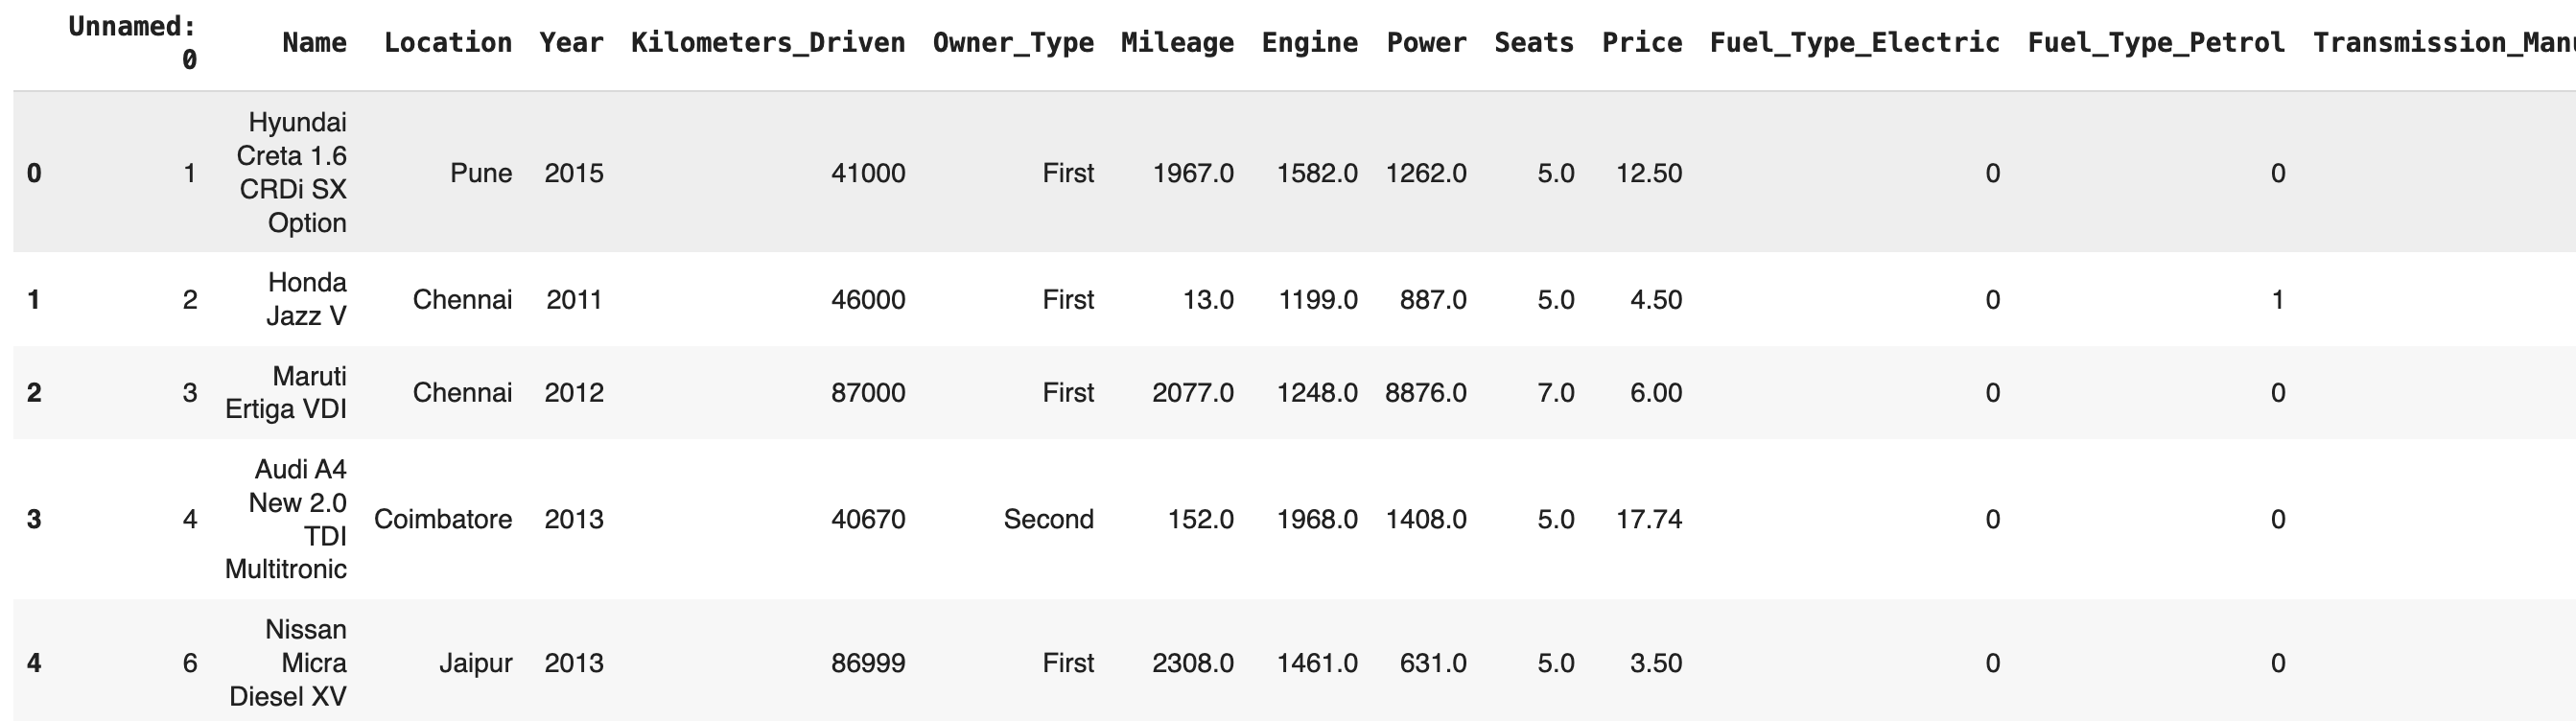 Unnamed: 0 Name Location Year Kilometers_Driven Owner_Type Mileage Engine Power Seats Price Fuel_Type_Electric Fuel_Type_Petrol
0 1 Hyundai Creta 1.6 CRDi SX Option Pune 2015 41000 First 1967.0 1582.0 1262.0 5.0 12.50 0 0
1 2 Honda Jazz V Chennai 2011 46000 First 13.0 1199.0 887.0 5.0 4.50 0 1
2 3 Maruti Ertiga VDI Chennai 2012 87000 First 2077.0 1248.0 8876.0 7.0 6.00 0 0
3 4 Audi A4 New 2.0 TDI Multitronic Coimbatore 2013 40670 Second 152.0 1968.0 1408.0 5.0 17.74 0 0
4 6 Nissan Micra Diesel XV Jaipur 2013 86999 First 2308.0 1461.0 631.0 5.0 3.50 0 0